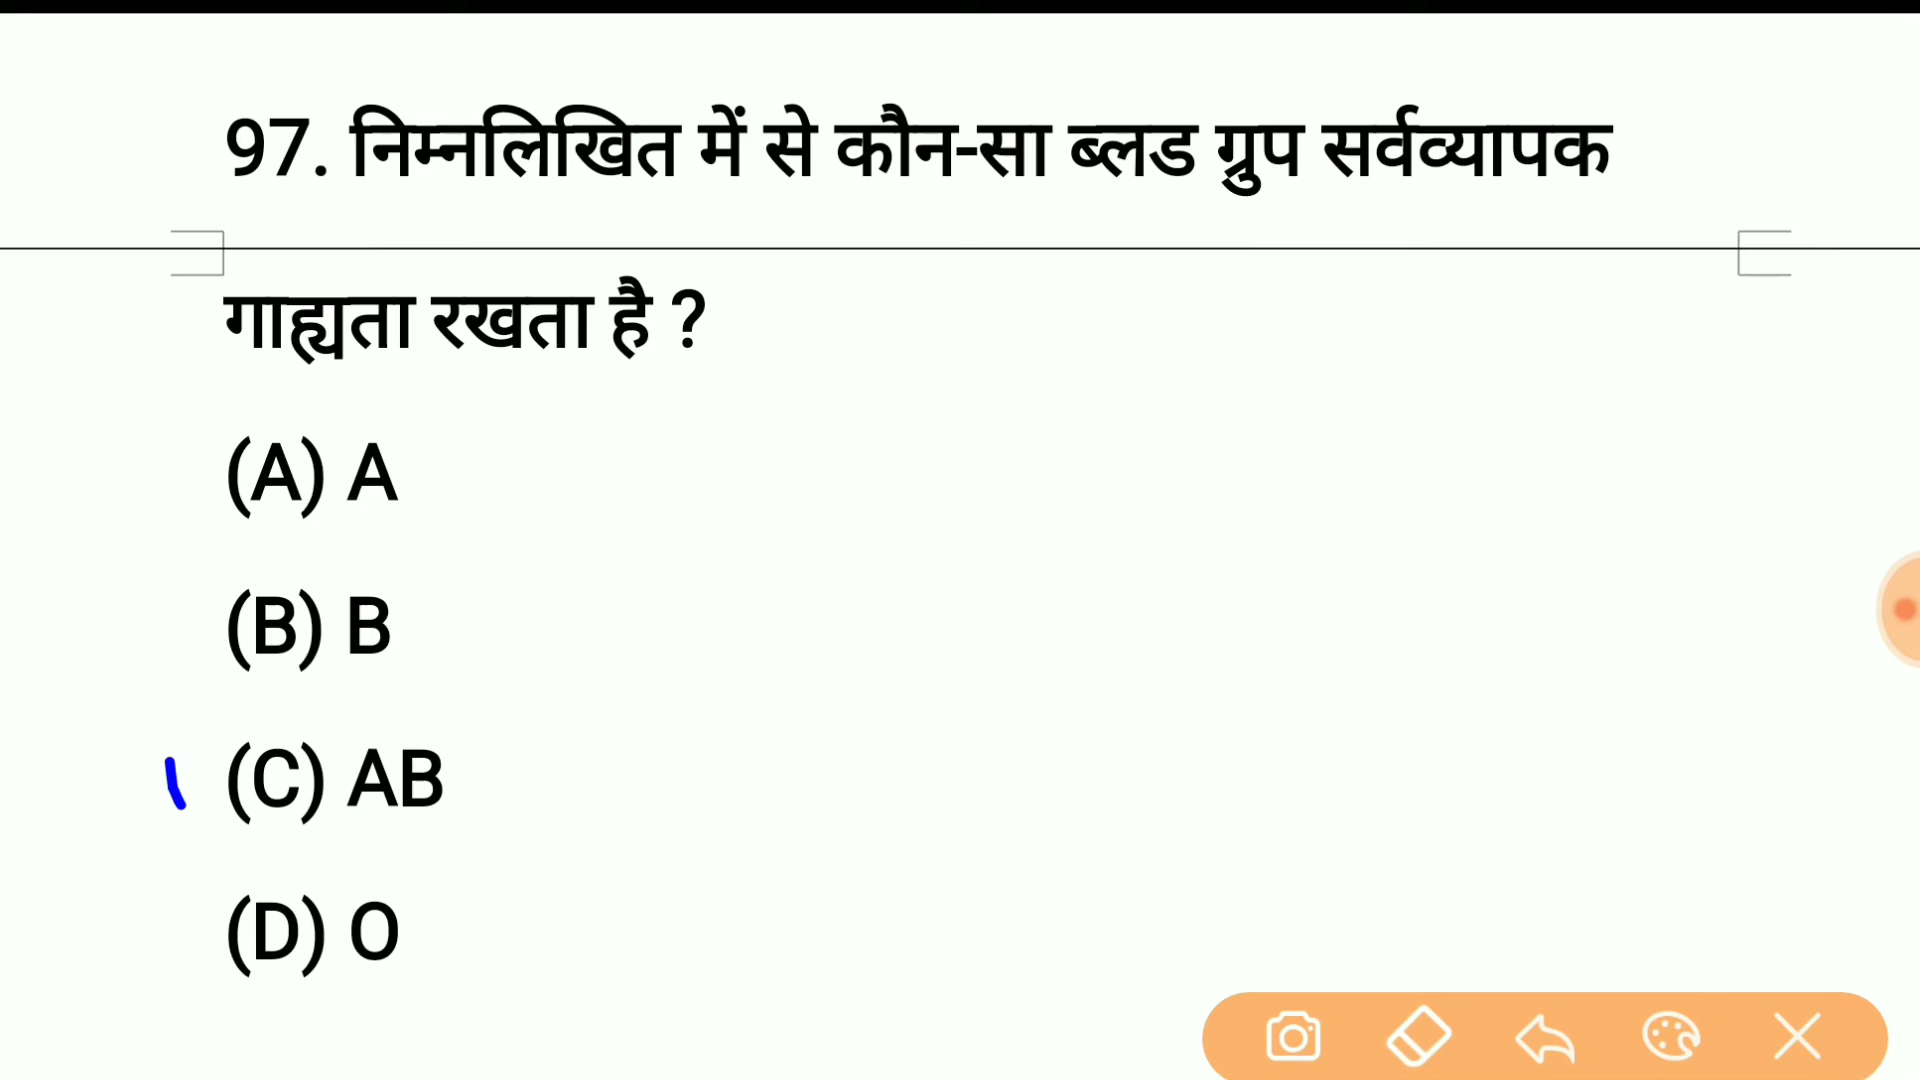 97. निम्नलिखित में से कौन-सा ब्लड ग्रुप सर्वव्यापक
गाह्यता रखता है ?
(A) A
(B) B
(C) AB
(D) O